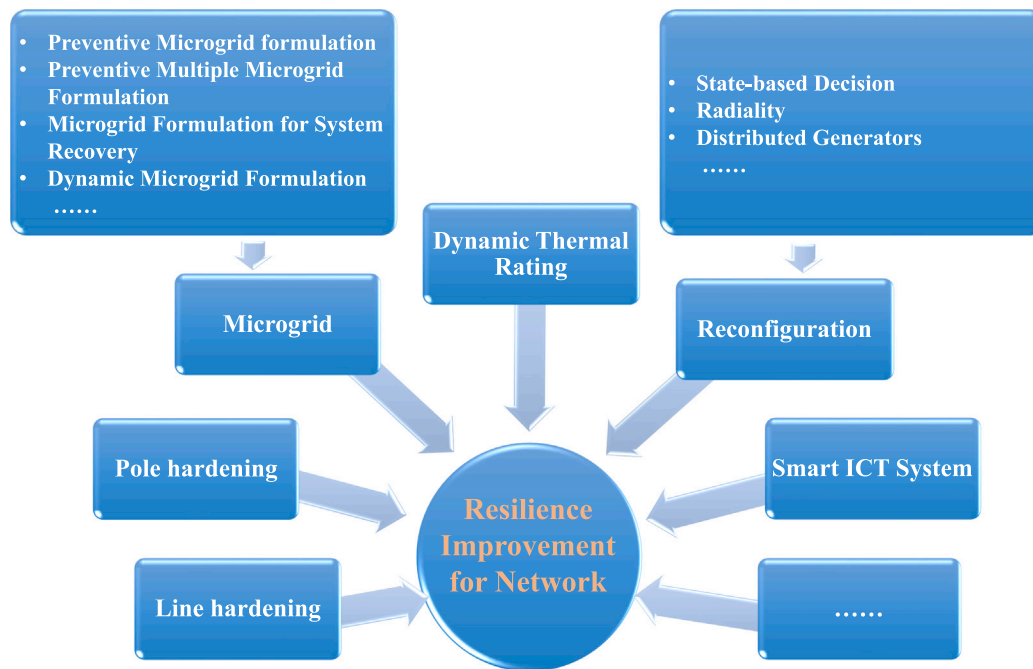 • Preventive Microgrid formulation
• Preventive Multiple Microgrid
Formulation
• Microgrid Formulation for System
Recovery
• Dynamic Microgrid Formulation
……
• State-based Decision
• Radiality
• Distributed Generators
……
Dynamic Thermal
Rating
Microgrid
Reconfiguration
Pole hardening
Smart ICT System
Resilience
Improvement
for Network
Line hardening
……